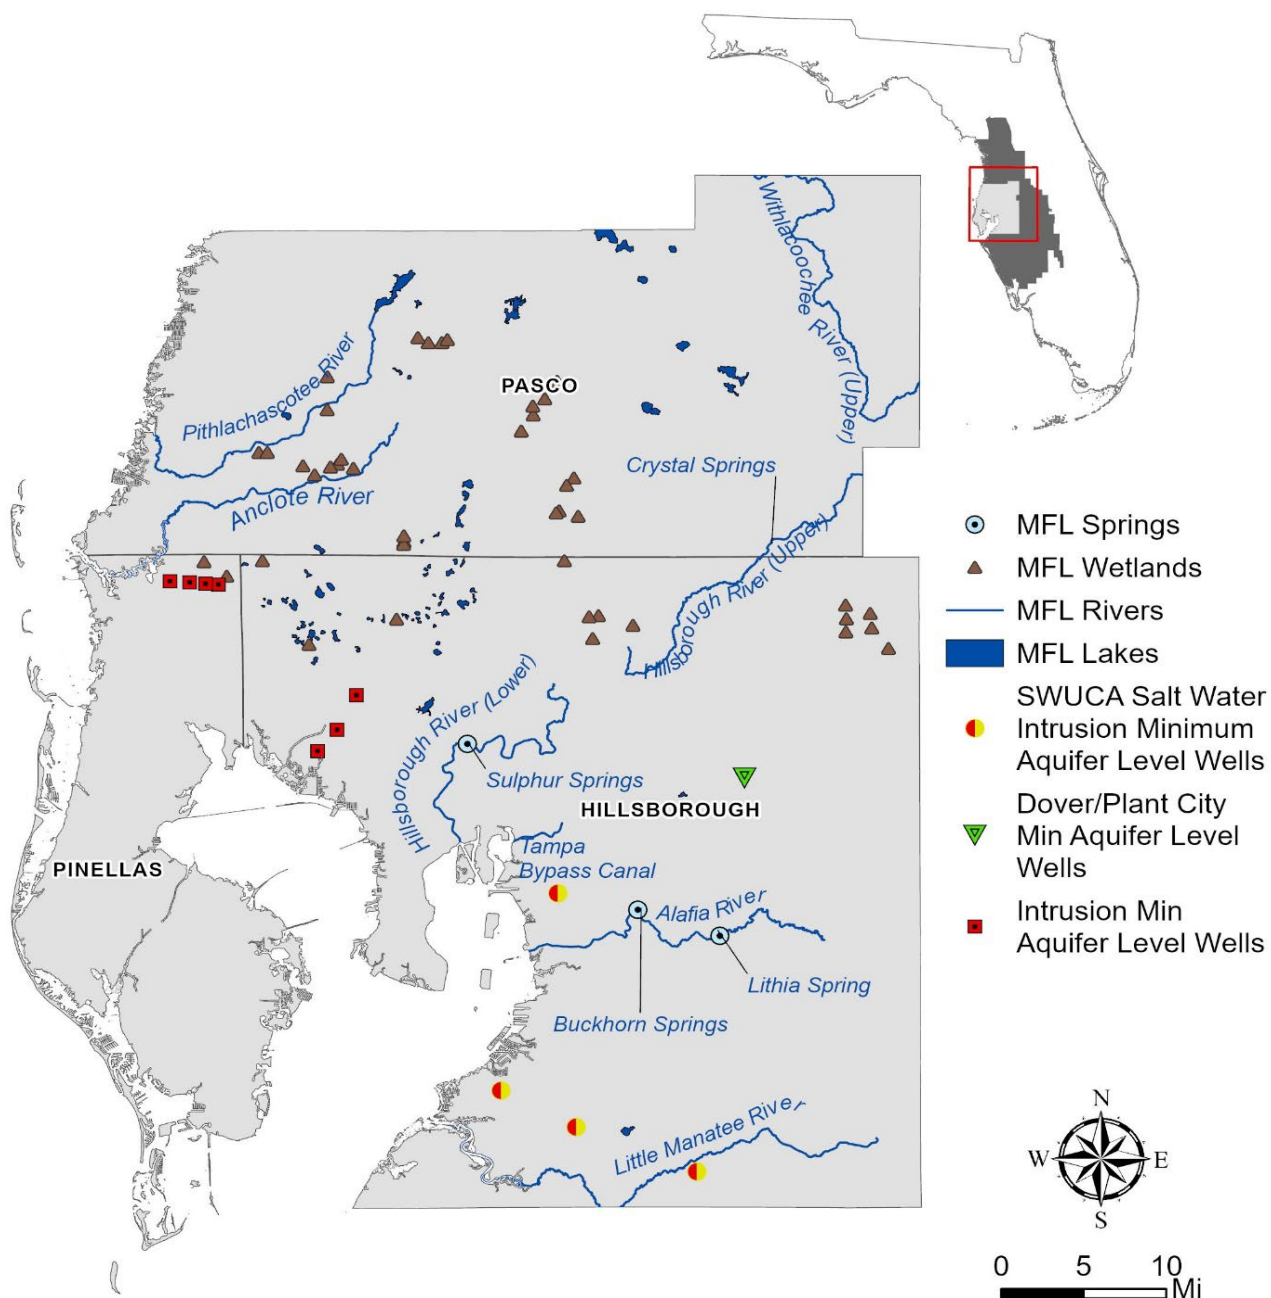 Withlacoochee River (Upper)
Pithlachascotee River
PASCO
Crystal Springs
Anclote River
Hillsborough River (Upper)
Hillsborough River (Lower)
Sulphur Springs
HILLSBOROUGH
Tampa
Bypass Canal
PINELLAS
Alafia River
Lithia Spring
Buckhorn Springs
Little Manatee River
MFL Springs
MFL Wetlands
MFL Rivers
MFL Lakes
SWUCA Salt Water
Intrusion Minimum
Aquifer Level Wells
Dover/Plant City
Min Aquifer Level
Wells
Intrusion Min
Aquifer Level Wells
N
W E
S
0 5 10
Mi